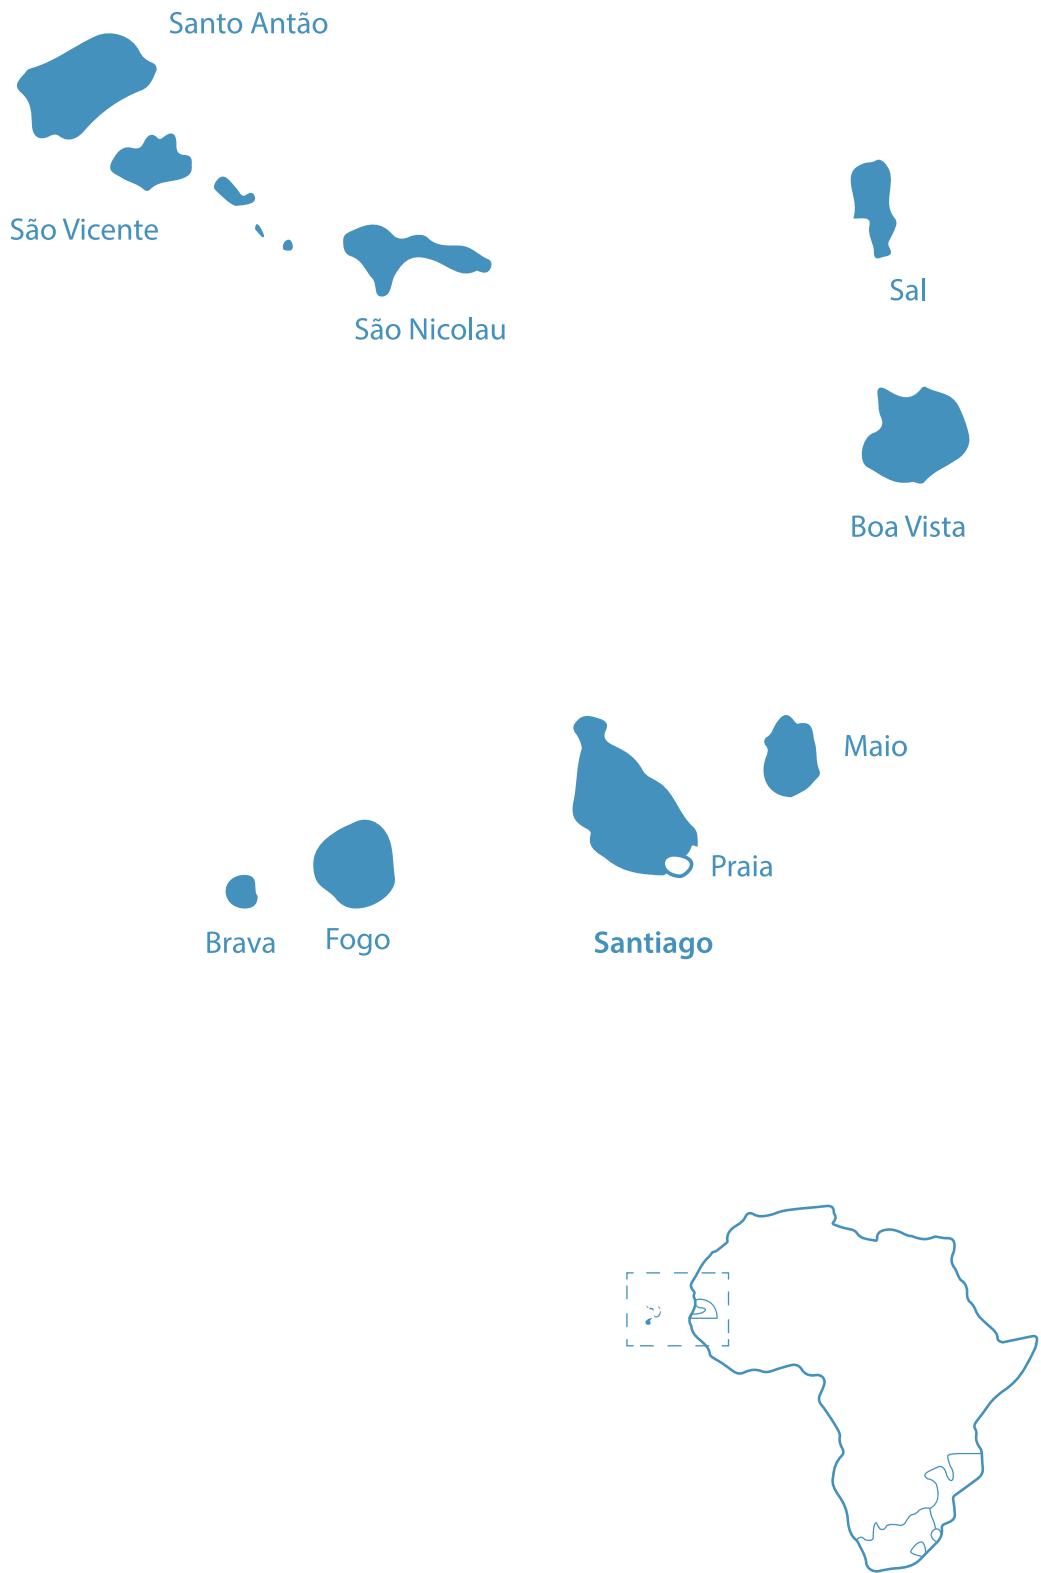 Santo Antão
São Vicente
São Nicolau
Sal
Boa Vista
Maio
Praia
Brava
Fogo
Santiago